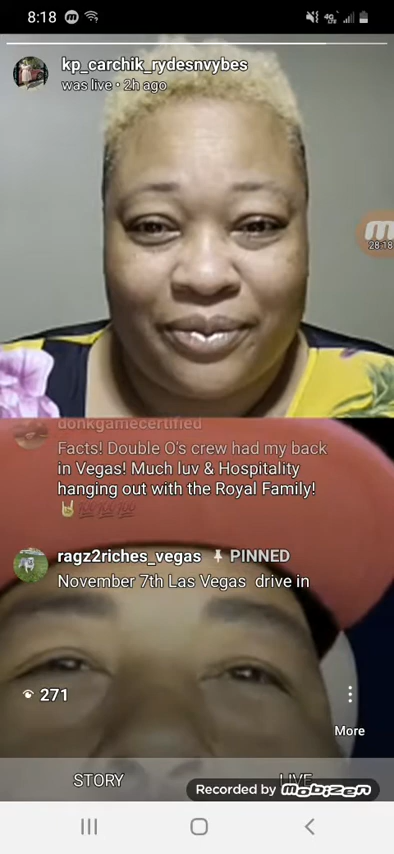 8:18
4G
kp_carchik_rydesnvybes
was live • 2h ago
28:18
donkgamecertified
Facts! Double O's crew had my back
in Vegas! Much luv & Hospitality
hanging out with the Royal Family!
🤘💯💯💯
ragz2riches_vegas PINNED
November 7th Las Vegas drive in
271
More
STORY
LIVE
Recorded by mobizen